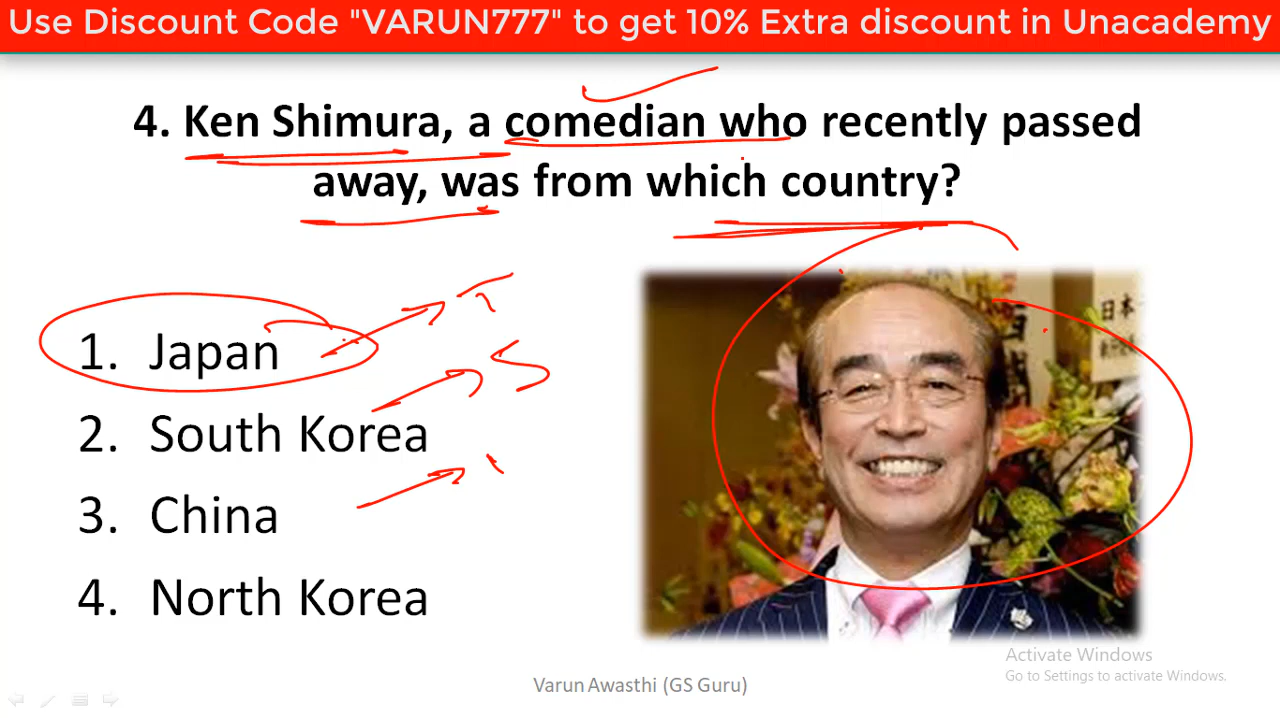 Use Discount Code "VARUN777" to get 10% Extra discount in Unacademy
4. Ken Shimura, a comedian who recently passed
away, was from which country?
1. Japan
T
2. South Korea
S
3. China
4. North Korea
日本
Activate Windows
Go to Settings to activate Windows.
Varun Awasthi (GS Guru)